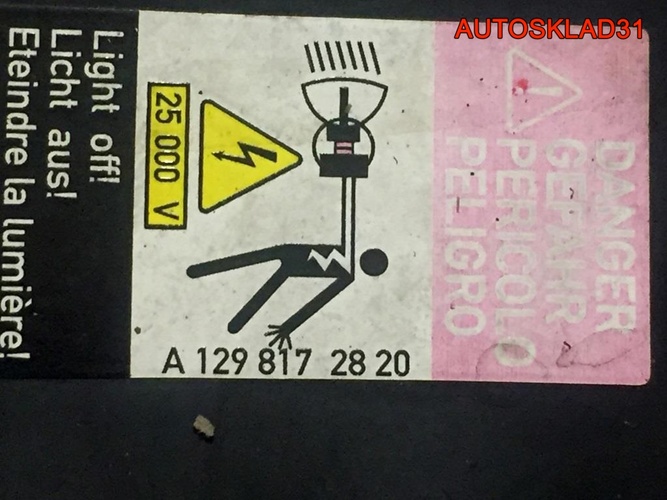 AUTOSKLAD31
DANGER
GEFAHR
PERICOLO
PELIGRO
25 000 V
A 129 817 28 20
Light off!
Licht aus!
Eteindre la lumière!